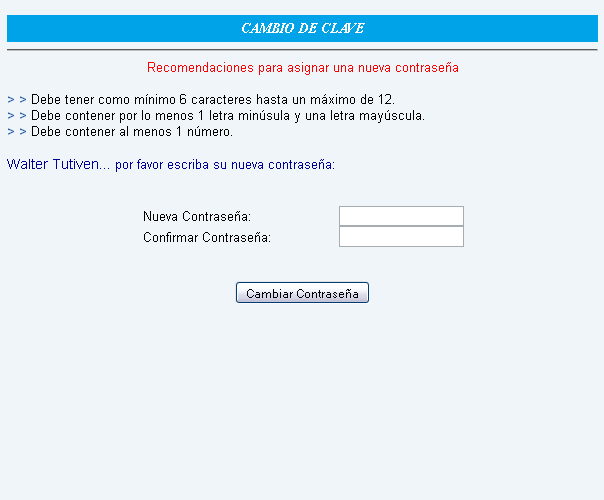 CAMBIO DE CLAVE
Recomendaciones para asignar una nueva contraseña
> > Debe tener como mínimo 6 caracteres hasta un máximo de 12.
> > Debe contener por lo menos 1 letra minúsula y una letra mayúscula.
> > Debe contener al menos 1 número.
Walter Tutiven... por favor escriba su nueva contraseña:
Nueva Contraseña:
Confirmar Contraseña:
Cambiar Contraseña